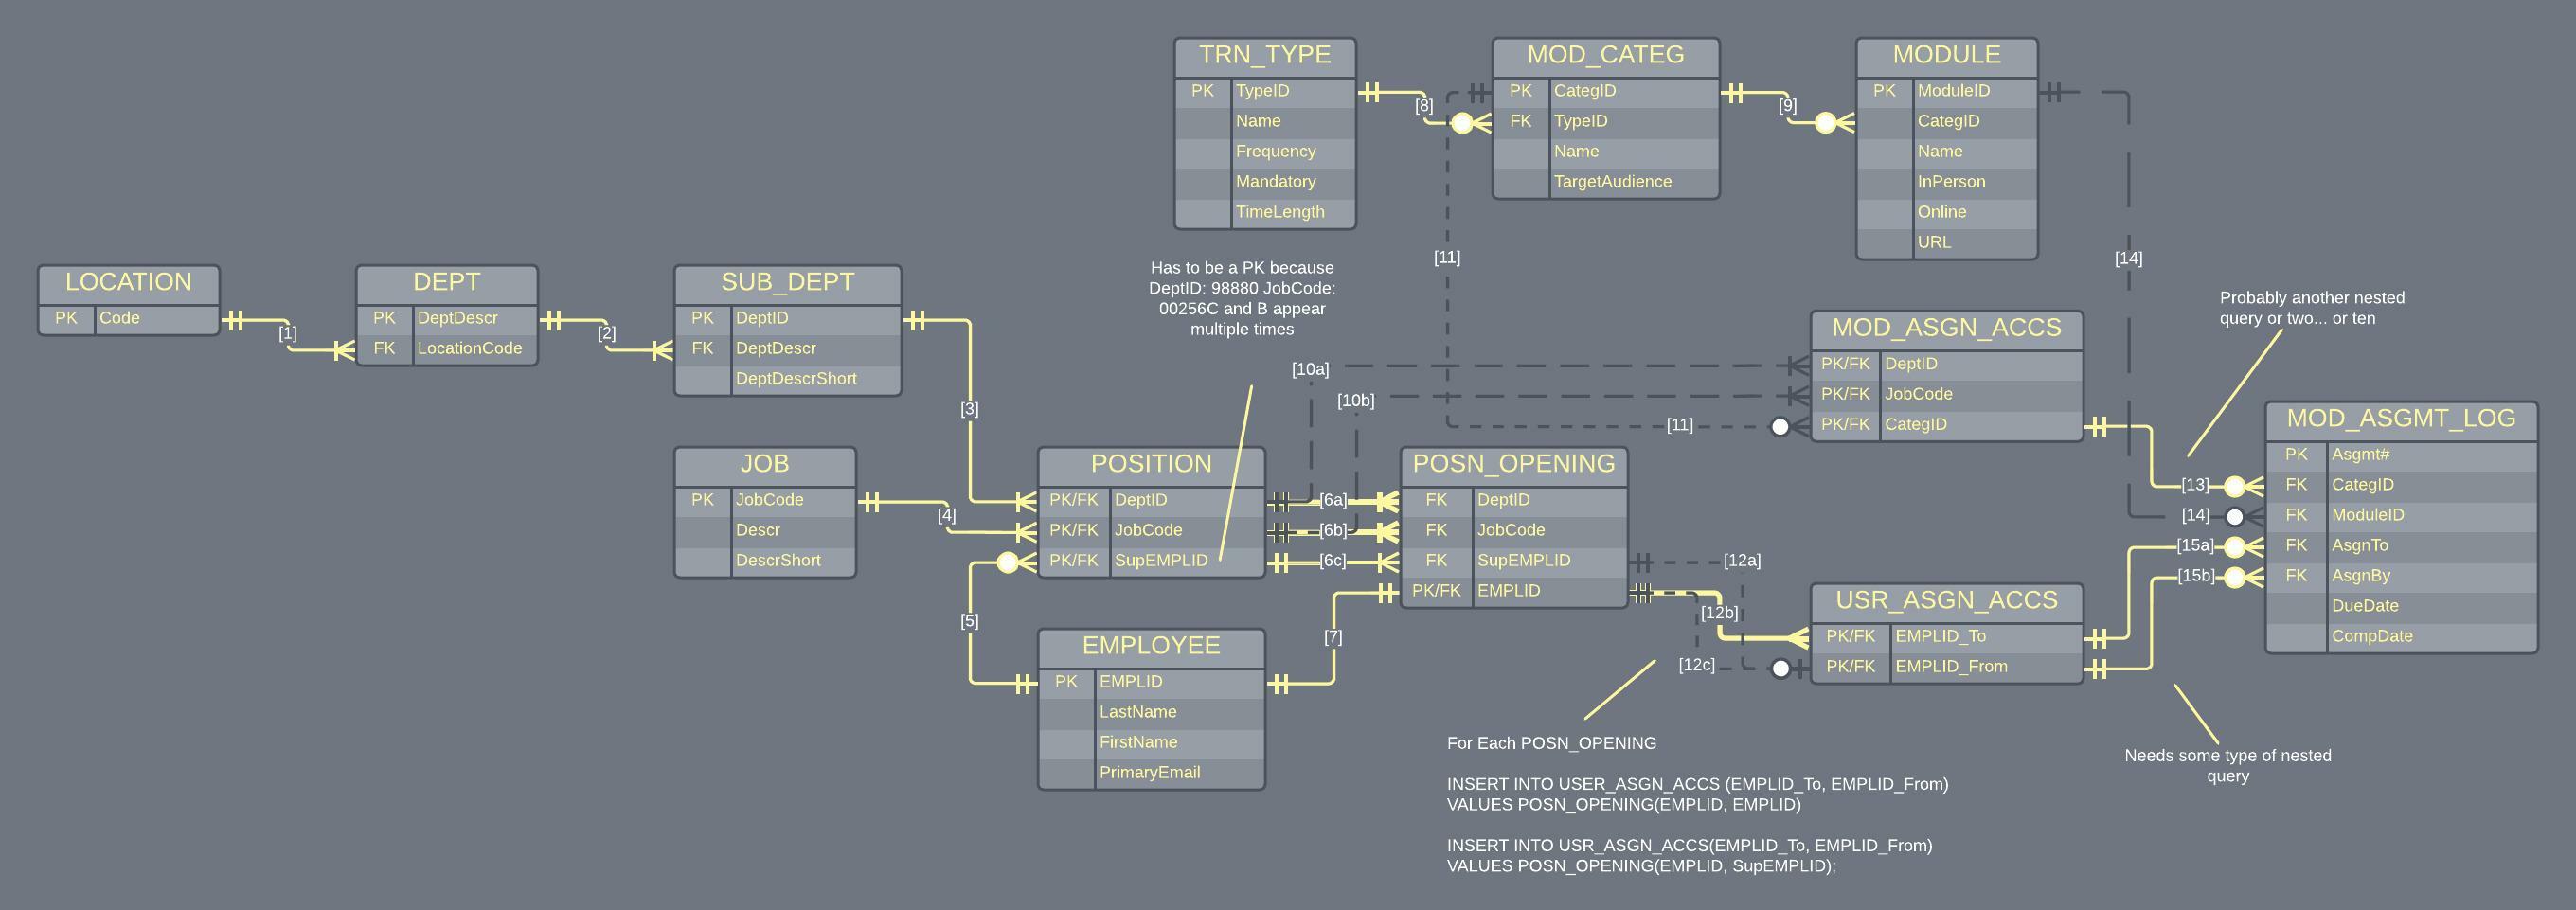 TRN_TYPE
PK TypeID
Name
Frequency
Mandatory
TimeLength
[8]
MOD_CATEG
PK CategID
FK TypeID
Name
TargetAudience
[9]
MODULE
PK ModuleID
CategID
Name
InPerson
Online
URL
[11]
[14]
LOCATION
PK Code
[1]
DEPT
PK DeptDescr
FK LocationCode
[2]
SUB_DEPT
PK DeptID
FK DeptDescr
DeptDescrShort
[3]
Has to be a PK because
DeptID: 98880 JobCode:
00256C and B appear
multiple times
[10a]
[10b]
[11]
MOD_ASGN_ACCS
PK/FK DeptID
PK/FK JobCode
PK/FK CategID
Probably another nested
query or two... or ten
MOD_ASGMT_LOG
PK Asgmt#
FK CategID
FK ModuleID
FK AsgnTo
FK AsgnBy
DueDate
CompDate
[13]
[14]
[15a]
[15b]
JOB
PK JobCode
Descr
DescrShort
[4]
POSITION
PK/FK DeptID
PK/FK JobCode
PK/FK SupEMPLID
[6a]
[6b]
[6c]
POSN_OPENING
FK DeptID
FK JobCode
FK SupEMPLID
PK/FK EMPLID
[12a]
[12b]
[12c]
USR_ASGN_ACCS
PK/FK EMPLID_To
PK/FK EMPLID_From
[5]
EMPLOYEE
PK EMPLID
LastName
FirstName
PrimaryEmail
[7]
For Each POSN_OPENING
INSERT INTO USER_ASGN_ACCS (EMPLID_To, EMPLID_From)
VALUES POSN_OPENING(EMPLID, EMPLID)
INSERT INTO USR_ASGN_ACCS(EMPLID_To, EMPLID_From)
VALUES POSN_OPENING(EMPLID, SupEMPLID);
Needs some type of nested
query